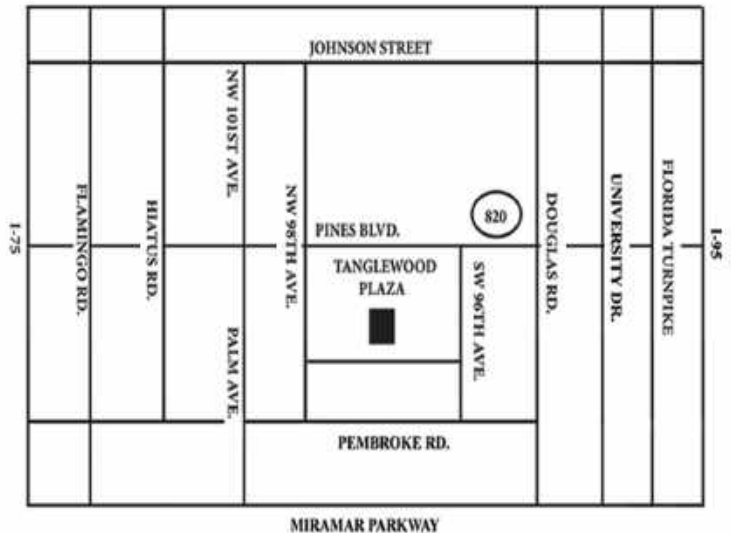 JOHNSON STREET
NW 101ST AVE.
FLAMINGO RD.
HIATUS RD.
NW 98TH AVE.
PINES BLVD.
820
DOUGLAS RD.
UNIVERSITY DR.
FLORIDA TURNPIKE
I-75
I-95
TANGLEWOOD
PLAZA
SW 96TH AVE.
PALM AVE.
PEMBROKE RD.
MIRAMAR PARKWAY